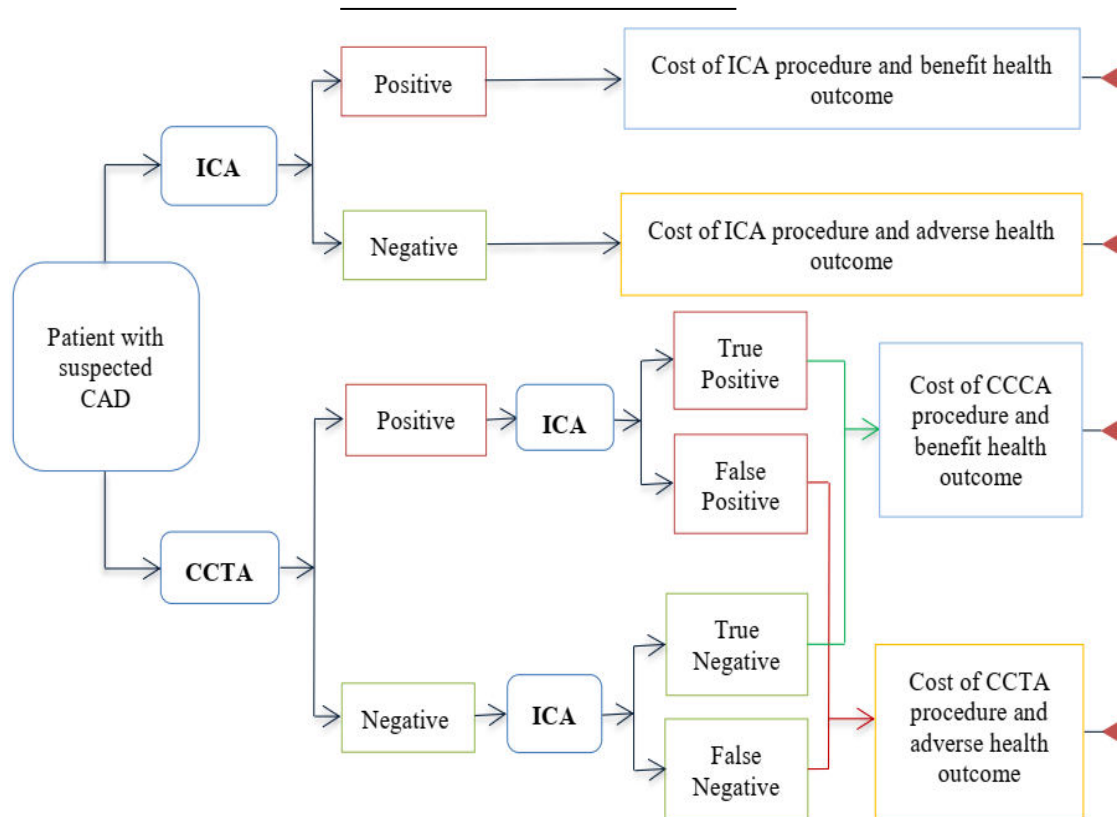 Positive
Cost of ICA procedure and benefit health
outcome
ICA
Negative
Cost of ICA procedure and adverse health
outcome
Patient with
suspected
CAD
True
Positive
Positive
ICA
False
Positive
Cost of CCCA
procedure and
benefit health
outcome
CCTA
True
Negative
Negative
ICA
False
Negative
Cost of CCTA
procedure and
adverse health
outcome